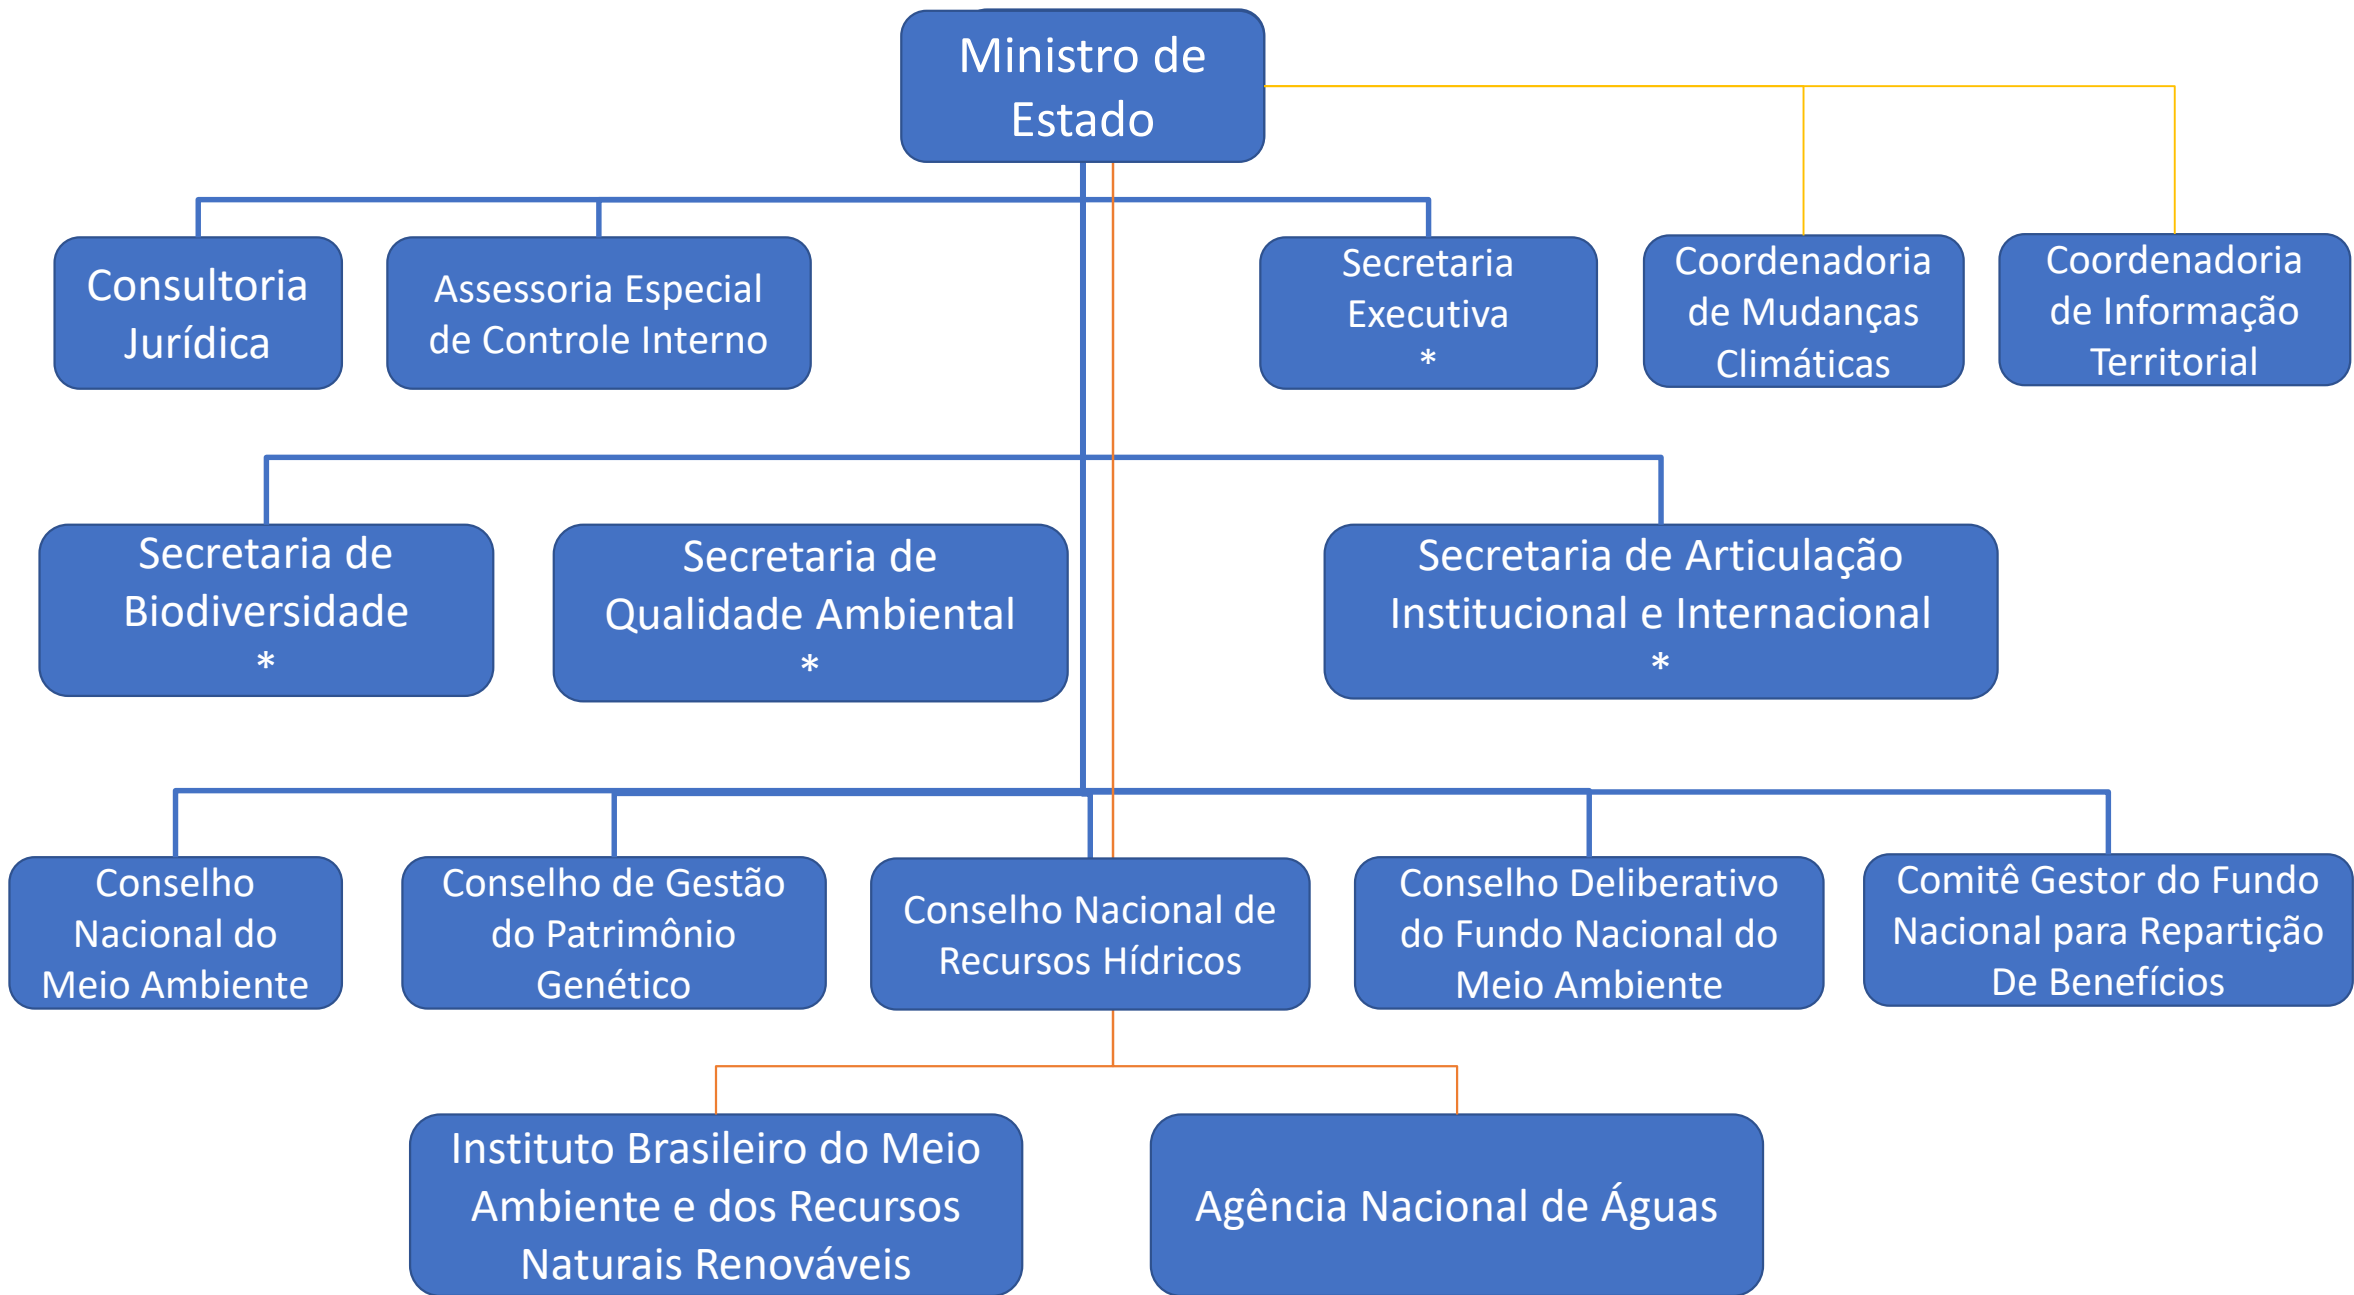 Ministro de
Estado
Consultoria
Jurídica
Assessoria Especial
de Controle Interno
Secretaria
Executiva
*
Coordenadoria
de Mudanças
Climáticas
Coordenadoria
de Informação
Territorial
Secretaria de
Biodiversidade
*
Secretaria de
Qualidade Ambiental
*
Secretaria de Articulação
Institucional e Internacional
*
Conselho
Nacional do
Meio Ambiente
Conselho de Gestão
do Patrimônio
Genético
Conselho Nacional de
Recursos Hídricos
Conselho Deliberativo
do Fundo Nacional do
Meio Ambiente
Comitê Gestor do Fundo
Nacional para Repartição
De Benefícios
Instituto Brasileiro do Meio
Ambiente e dos Recursos
Naturais Renováveis
Agência Nacional de Águas